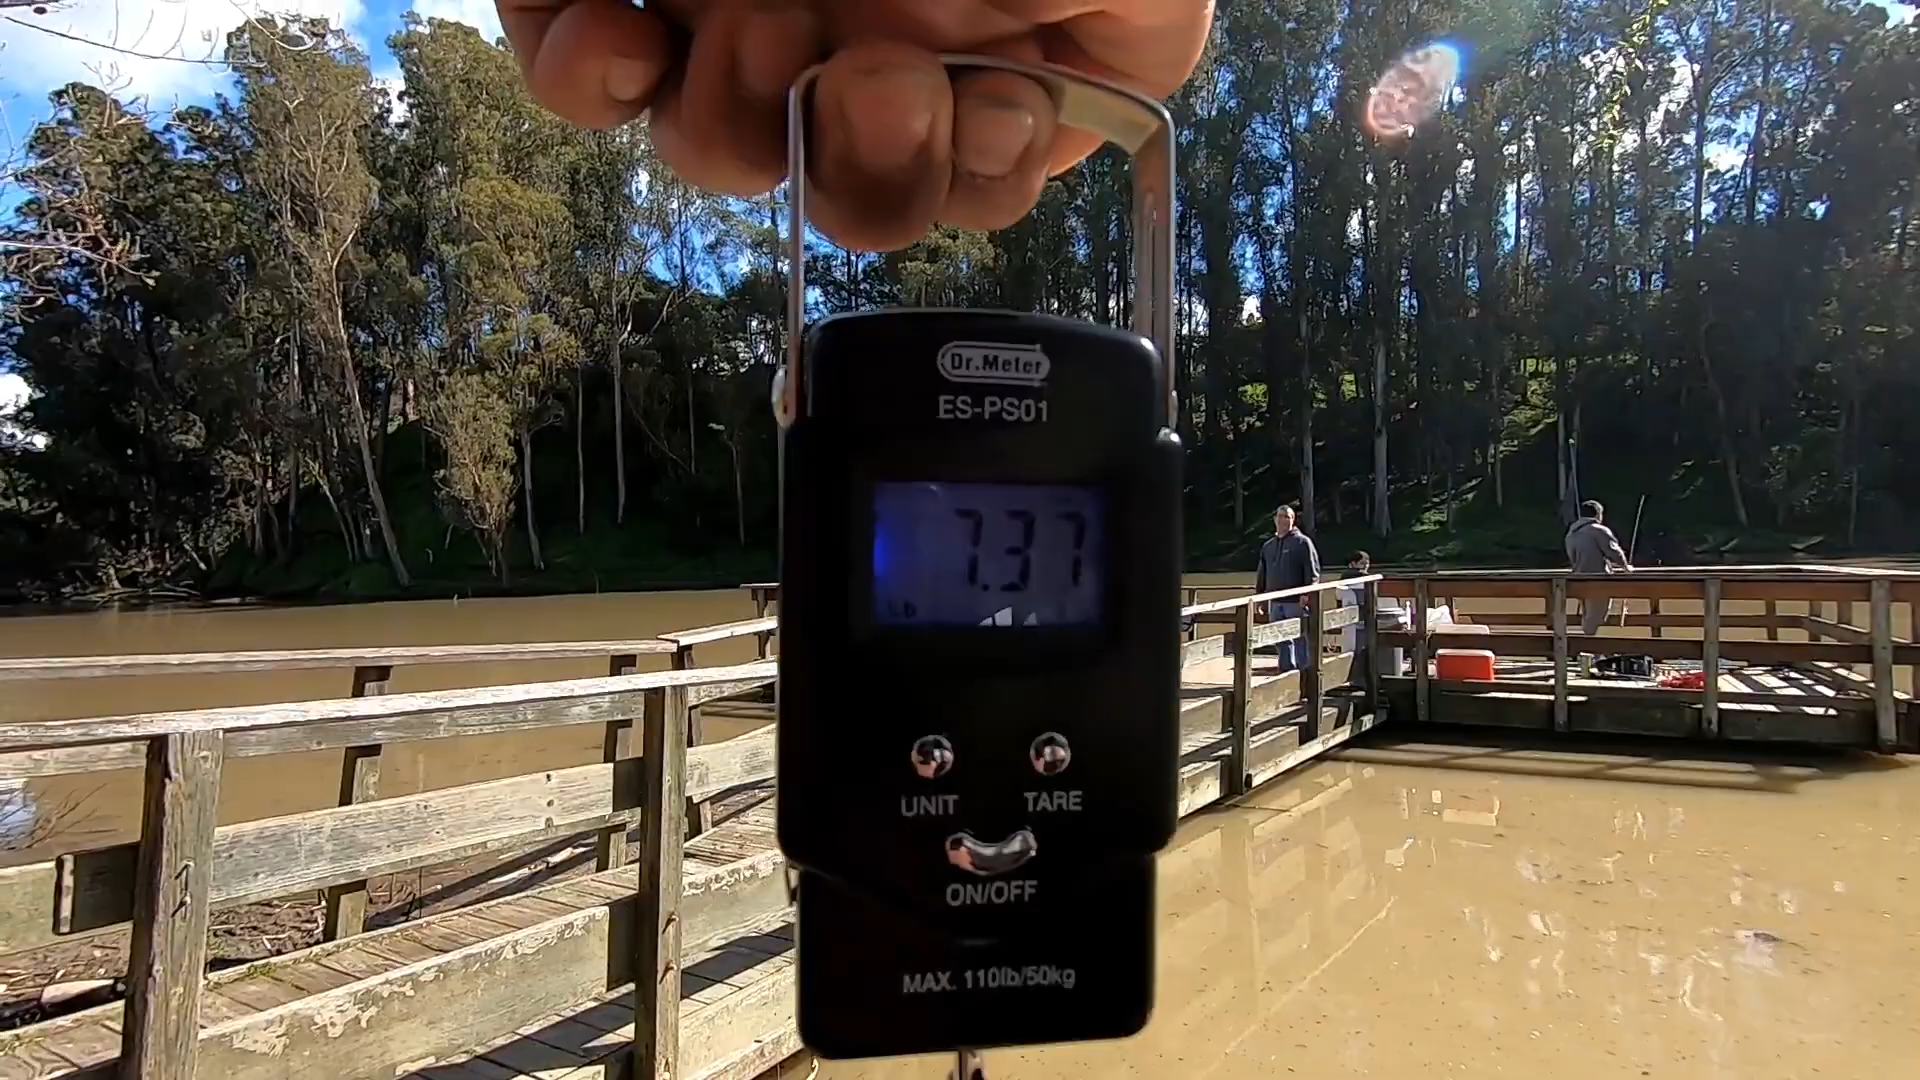 Dr.Meter
ES-PS01
7.37
Lb
UNIT TARE
ON/OFF
MAX. 110lb/50kg